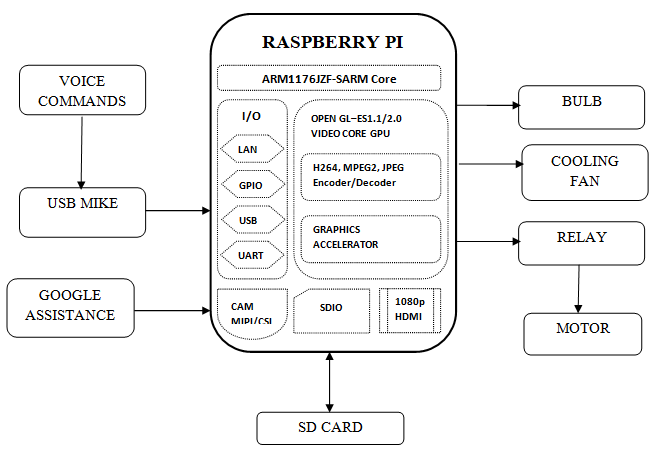 RASPBERRY PI
ARM1176JZF-SARM Core
VOICE
COMMANDS
USB MIKE
GOOGLE
ASSISTANCE
I/O
LAN
GPIO
USB
UART
OPEN GL–ES1.1/2.0
VIDEO CORE GPU
H264, MPEG2, JPEG
Encoder/Decoder
GRAPHICS
ACCELERATOR
CAM
MIPI/CSI
SDIO
1080p
HDMI
BULB
COOLING
FAN
RELAY
MOTOR
SD CARD